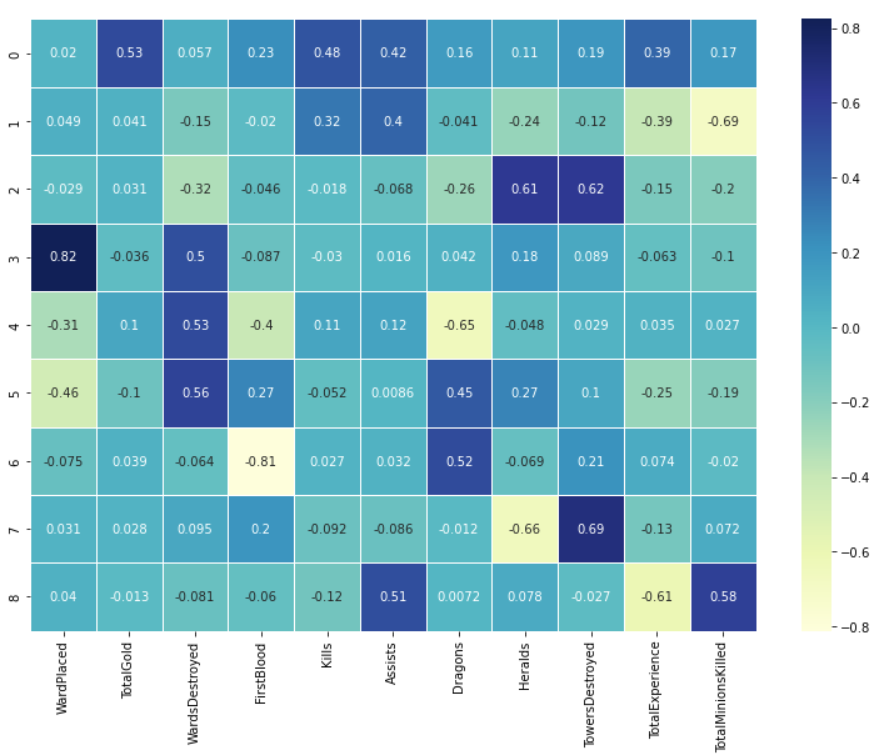 0 0.02 0.53 0.057 0.23 0.48 0.42 0.16 0.11 0.19 0.39 0.17
1 0.049 0.041 -0.15 -0.02 0.32 0.4 -0.041 -0.24 -0.12 -0.39 -0.69
2 -0.029 0.031 -0.32 -0.046 -0.018 -0.068 -0.26 0.61 0.62 -0.15 -0.2
3 0.82 -0.036 0.5 -0.087 -0.03 0.016 0.042 0.18 0.089 -0.063 -0.1
4 -0.31 0.1 0.53 -0.4 0.11 0.12 -0.65 -0.048 0.029 0.035 0.027
5 -0.46 -0.1 0.56 0.27 -0.052 0.0086 0.45 0.27 0.1 -0.25 -0.19
6 -0.075 0.039 -0.064 -0.81 0.027 0.032 0.52 -0.069 0.21 0.074 -0.02
7 0.031 0.028 0.095 0.2 -0.092 -0.086 -0.012 -0.66 0.69 -0.13 0.072
8 0.04 -0.013 -0.081 -0.06 -0.12 0.51 0.0072 0.078 -0.027 -0.61 0.58
WardPlaced
TotalGold
WardsDestroyed
FirstBlood
Kills
Assists
Dragons
Heralds
TowersDestroyed
TotalExperience
TotalMinionsKilled
0.8
0.6
0.4
0.2
0.0
−0.2
−0.4
−0.6
−0.8